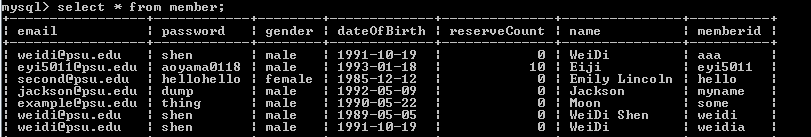 mysql> select * from member;
| email | password | gender | dateOfBirth | reserveCount | name | memberid |
| weidi@psu.edu | shen | male | 1991-10-19 | 0 | WeiDi | aaa |
| eyi5011@psu.edu | aoyama0118 | male | 1993-01-18 | 10 | Eiji | eyi5011 |
| second@psu.edu | hellohello | female | 1985-12-12 | 0 | Emily Lincoln | hello |
| jackson@psu.edu | dump | male | 1992-05-09 | 0 | Jackson | myname |
| example@psu.edu | thing | male | 1990-05-22 | 0 | Moon | some |
| weidi@psu.edu | shen | male | 1989-05-05 | 0 | WeiDi Shen | weidi |
| weidi@psu.edu | shen | male | 1991-10-19 | 0 | WeiDi | weidia |